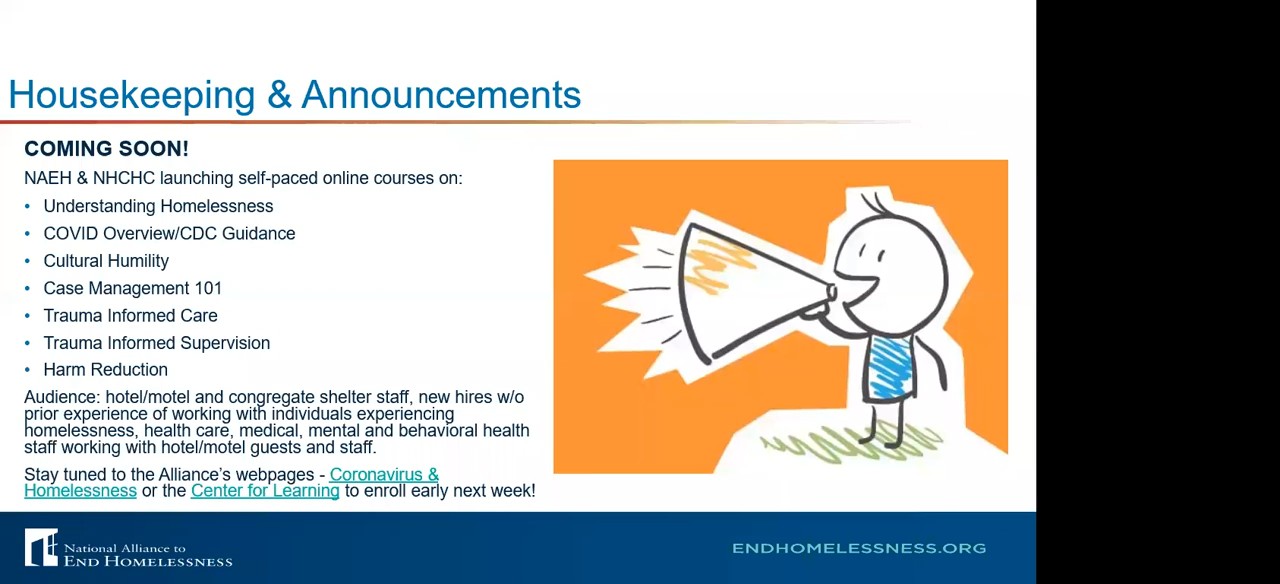 Housekeeping & Announcements
COMING SOON!
NAEH & NHCHC launching self-paced online courses on:
• Understanding Homelessness
• COVID Overview/CDC Guidance
• Cultural Humility
• Case Management 101
• Trauma Informed Care
• Trauma Informed Supervision
• Harm Reduction
Audience: hotel/motel and congregate shelter staff, new hires w/o
prior experience of working with individuals experiencing
homelessness, health care, medical, mental and behavioral health
staff working with hotel/motel guests and staff.
Stay tuned to the Alliance's webpages - Coronavirus &
Homelessness or the Center for Learning to enroll early next week!
National Alliance to
END HOMELESSNESS
ENDHOMELESSNESS.ORG